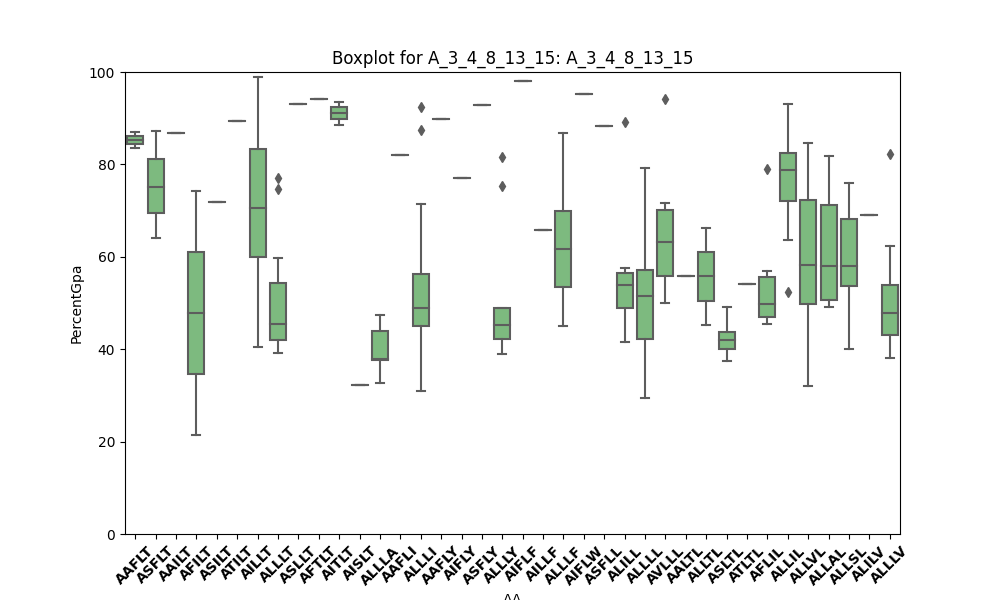 Boxplot for A_3_4_8_13_15: A_3_4_8_13_15
PercentGpa
100
80
60
40
20
0
AAFLT
ASFLT
AAILT
AFILT
ASILT
ATILT
AILLT
ALLLT
ASLLT
AFTLT
AITLT
AISLT
ALLLA
AAFLI
ALLLI
AAFLY
AIFLY
ASFLY
ALLLY
AIFLF
AILLF
ALLLF
AIFLW
ASFLL
ALILL
ALLLL
AVLLL
AALTL
ALLTL
ASLTL
ATLTL
AFLIL
ALLIL
ALLVL
ALLAL
ALLSL
ALILV
ALLLV
AA